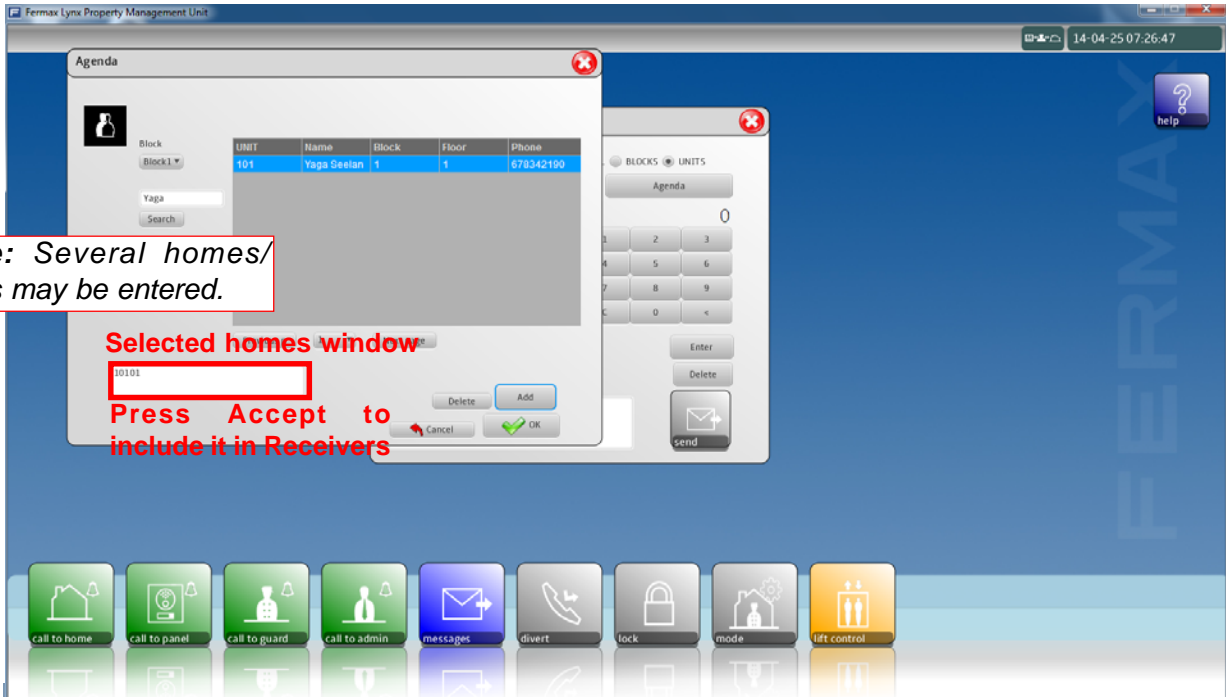 Fermax Lynx Property Management Unit
14-04-25 07:26:47
Agenda
help
Block
Block1
UNIT Name Block Floor Phone
101 Yaga Seelan 1 1 678342190
BLOCKS UNITS
Agenda
Yaga
Search
0
1 2 3
4 5 6
7 8 9
C 0 <
: Several homes/
may be entered.
Selected homes window
Enter
10101
Delete
Delete Add
Press Accept to
include it in Receivers
Cancel OK
send
FERMAX
call to home call to panel call to guard call to admin messages divert lock mode lift control